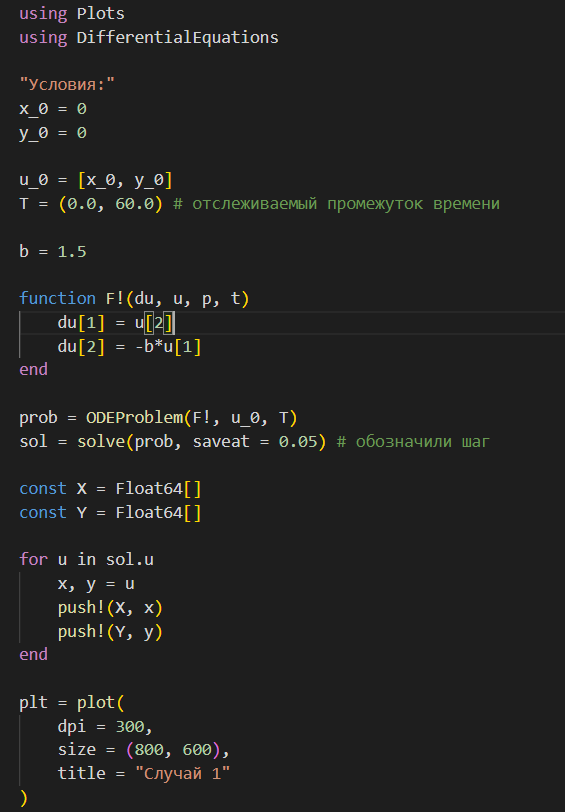 using Plots
using DifferentialEquations
"Условия:"
x_0 = 0
y_0 = 0
u_0 = [x_0, y_0]
T = (0.0, 60.0) # отслеживаемый промежуток времени
b = 1.5
function F!(du, u, p, t)
    du[1] = u[2]
    du[2] = -b*u[1]
end
prob = ODEProblem(F!, u_0, T)
sol = solve(prob, saveat = 0.05) # обозначили шаг
const X = Float64[]
const Y = Float64[]
for u in sol.u
    x, y = u
    push!(X, x)
    push!(Y, y)
end
plt = plot(
    dpi = 300,
    size = (800, 600),
    title = "Случай 1"
)